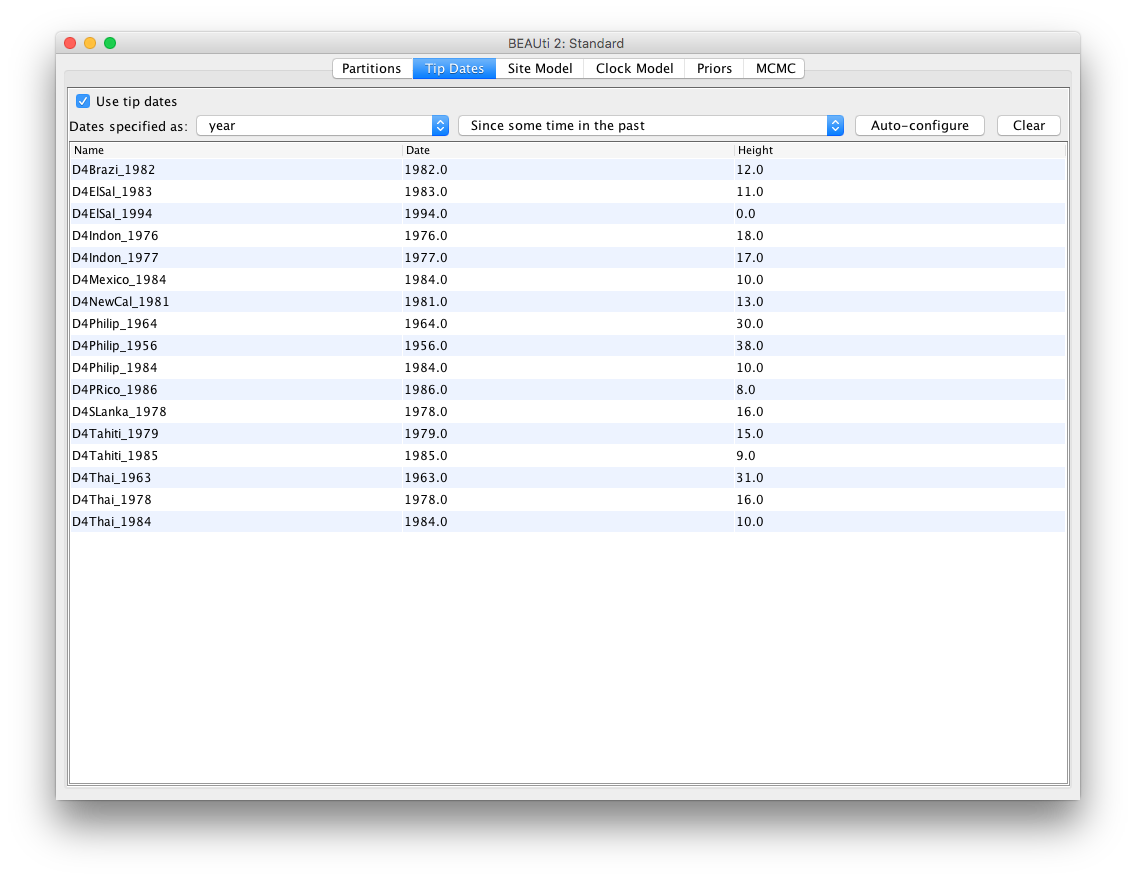 BEAUti 2: Standard
Partitions Tip Dates Site Model Clock Model Priors MCMC
Use tip dates
Dates specified as: year Since some time in the past Auto-configure Clear
Name Date Height
D4Brazi_1982 1982.0 12.0
D4ElSal_1983 1983.0 11.0
D4ElSal_1994 1994.0 0.0
D4Indon_1976 1976.0 18.0
D4Indon_1977 1977.0 17.0
D4Mexico_1984 1984.0 10.0
D4NewCal_1981 1981.0 13.0
D4Philip_1964 1964.0 30.0
D4Philip_1956 1956.0 38.0
D4Philip_1984 1984.0 10.0
D4PRico_1986 1986.0 8.0
D4SLanka_1978 1978.0 16.0
D4Tahiti_1979 1979.0 15.0
D4Tahiti_1985 1985.0 9.0
D4Thai_1963 1963.0 31.0
D4Thai_1978 1978.0 16.0
D4Thai_1984 1984.0 10.0